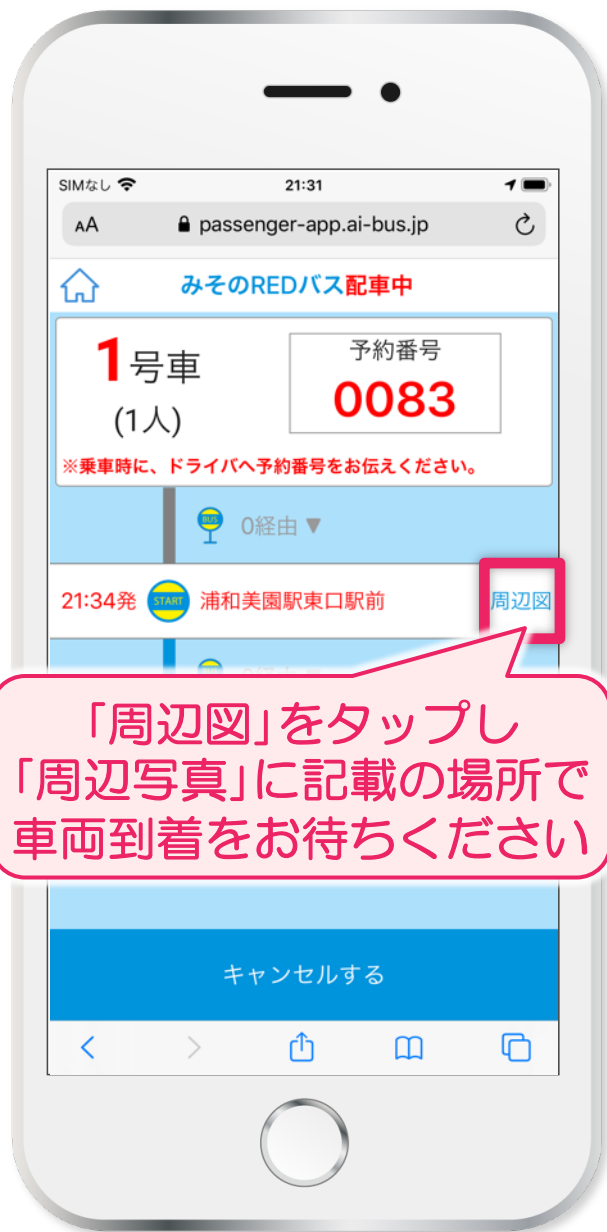 SIMなし 21:31
AA passenger-app.ai-bus.jp
みそのREDバス配車中
1号車
(1人)
予約番号
0083
※乗車時に、ドライバへ予約番号をお伝えください。
BUS 0経由▼
21:34発 START 浦和美園駅東口駅前 周辺図
「周辺図」をタップし
「周辺写真」に記載の場所で
車両到着をお待ちください
キャンセルする